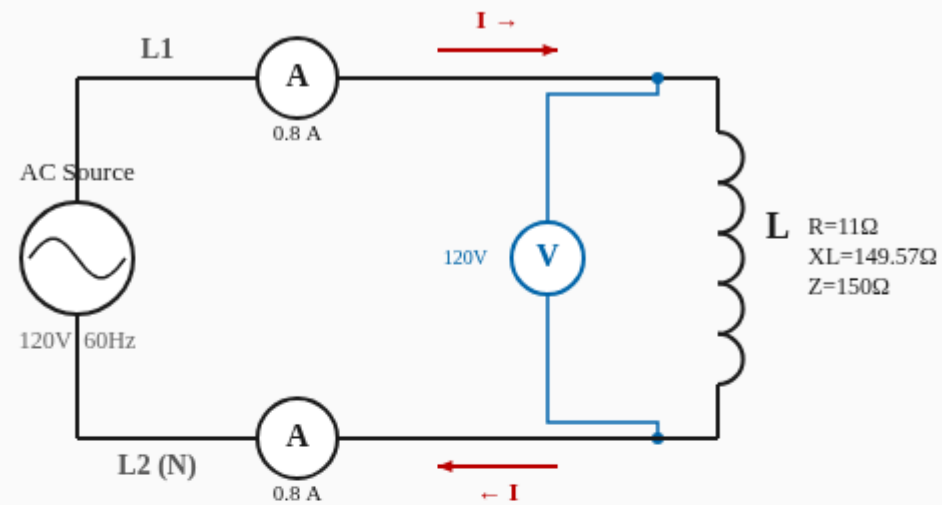 I →
L1
A
0.8 A
AC Source
120V 60Hz
120V
V
L
R=11Ω
XL=149.57Ω
Z=150Ω
A
L2 (N)
0.8 A
← I